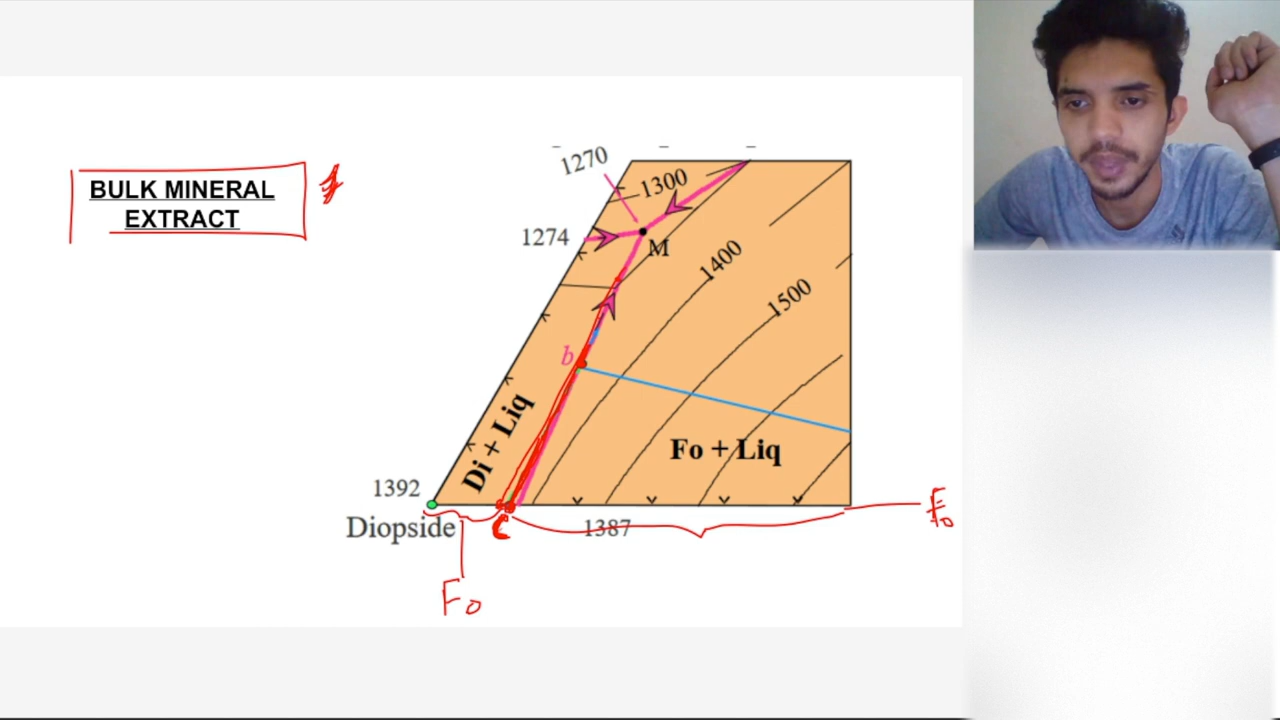 BULK MINERAL
EXTRACT
1270
1300
1274
M
1400
1500
b
Di + Liq
Fo + Liq
1392
Diopside
C
1387
Fo
Fo